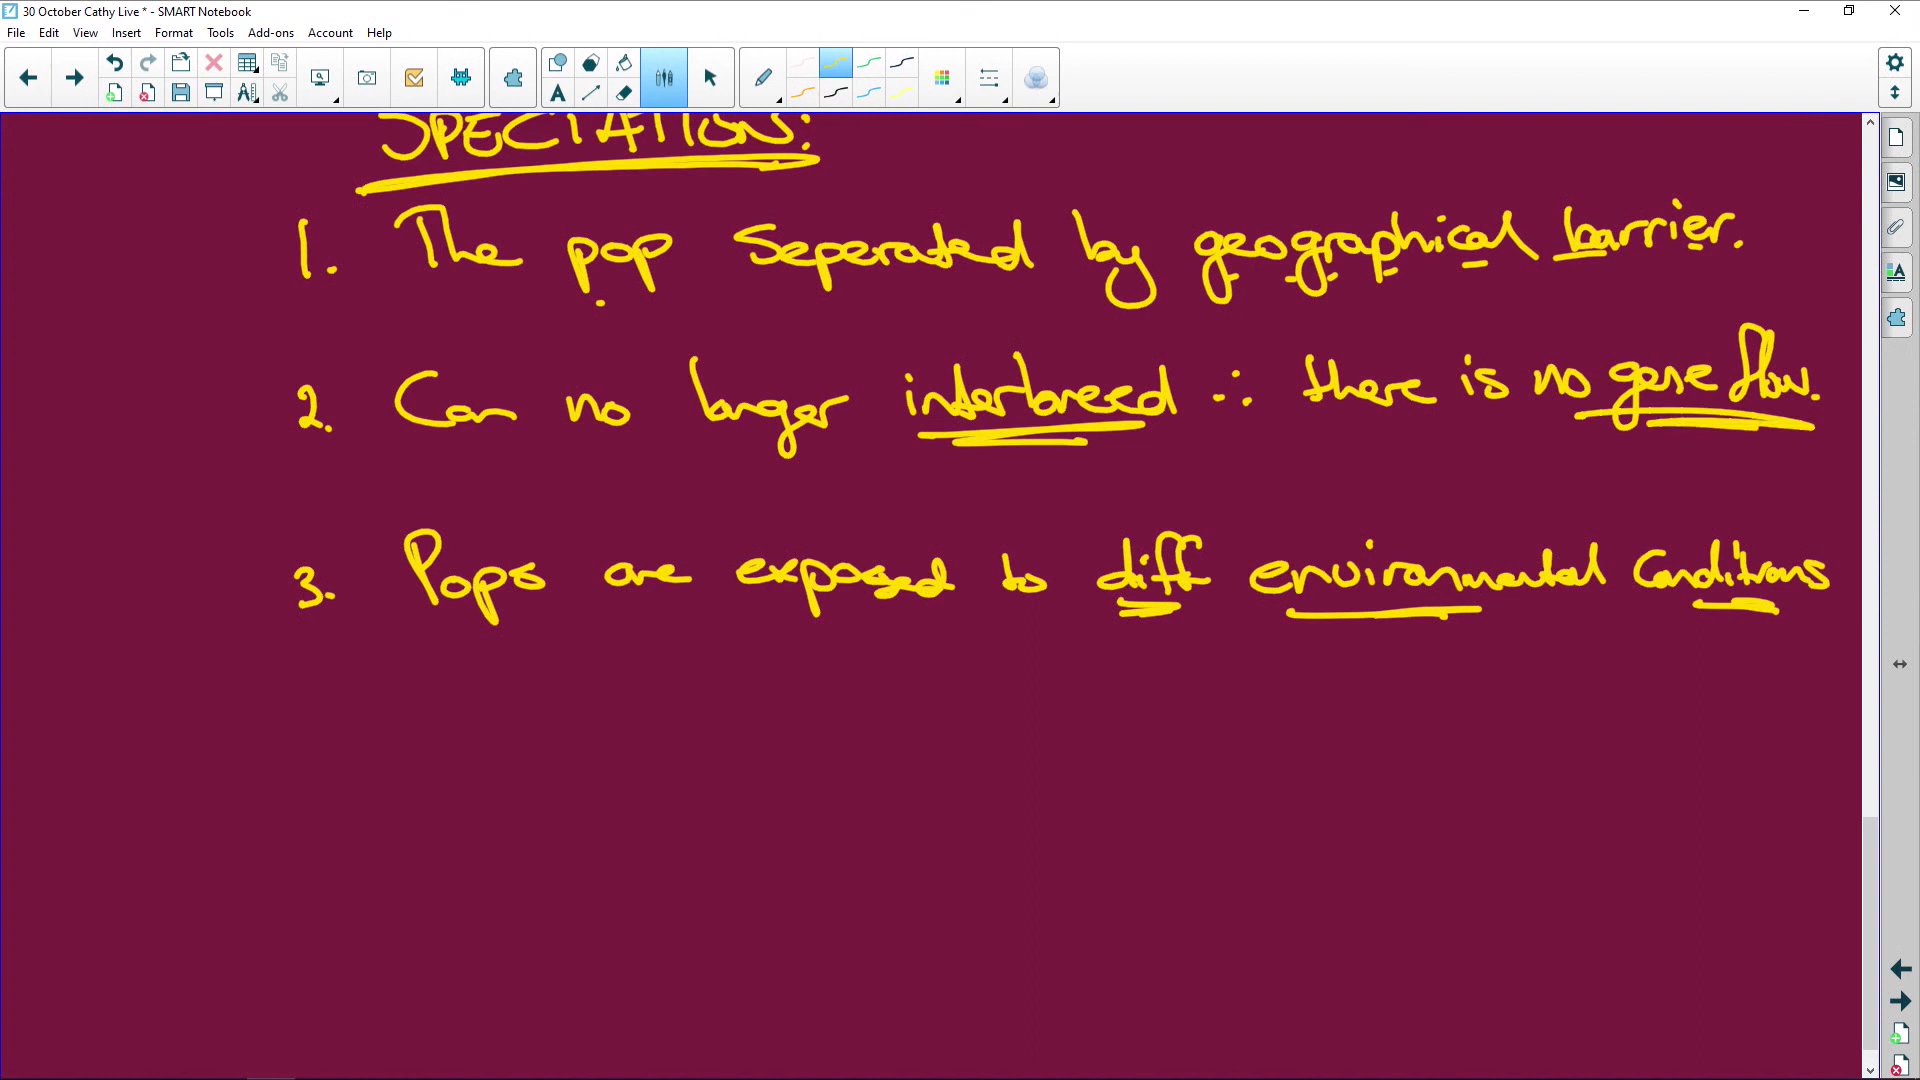 30 October Cathy Live * - SMART Notebook
File Edit View Insert Format Tools Add-ons Account Help
SPECIATION:
1. The pop seperated by geographical barrier.
2. Can no longer interbreed ∴ there is no gene flow.
3. Pops are exposed to diff environmental conditions